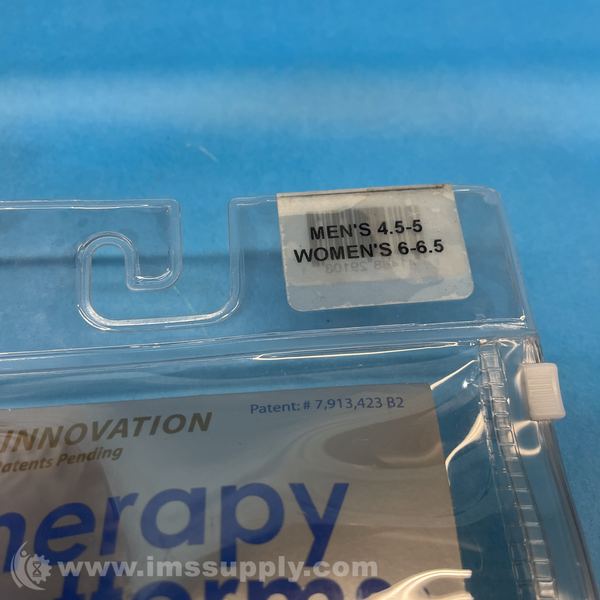 MEN'S 4.5-5
WOMEN'S 6-6.5
Patent: # 7,913,423 B2
INNOVATION
Patents Pending
herapy
www.imssupply.com